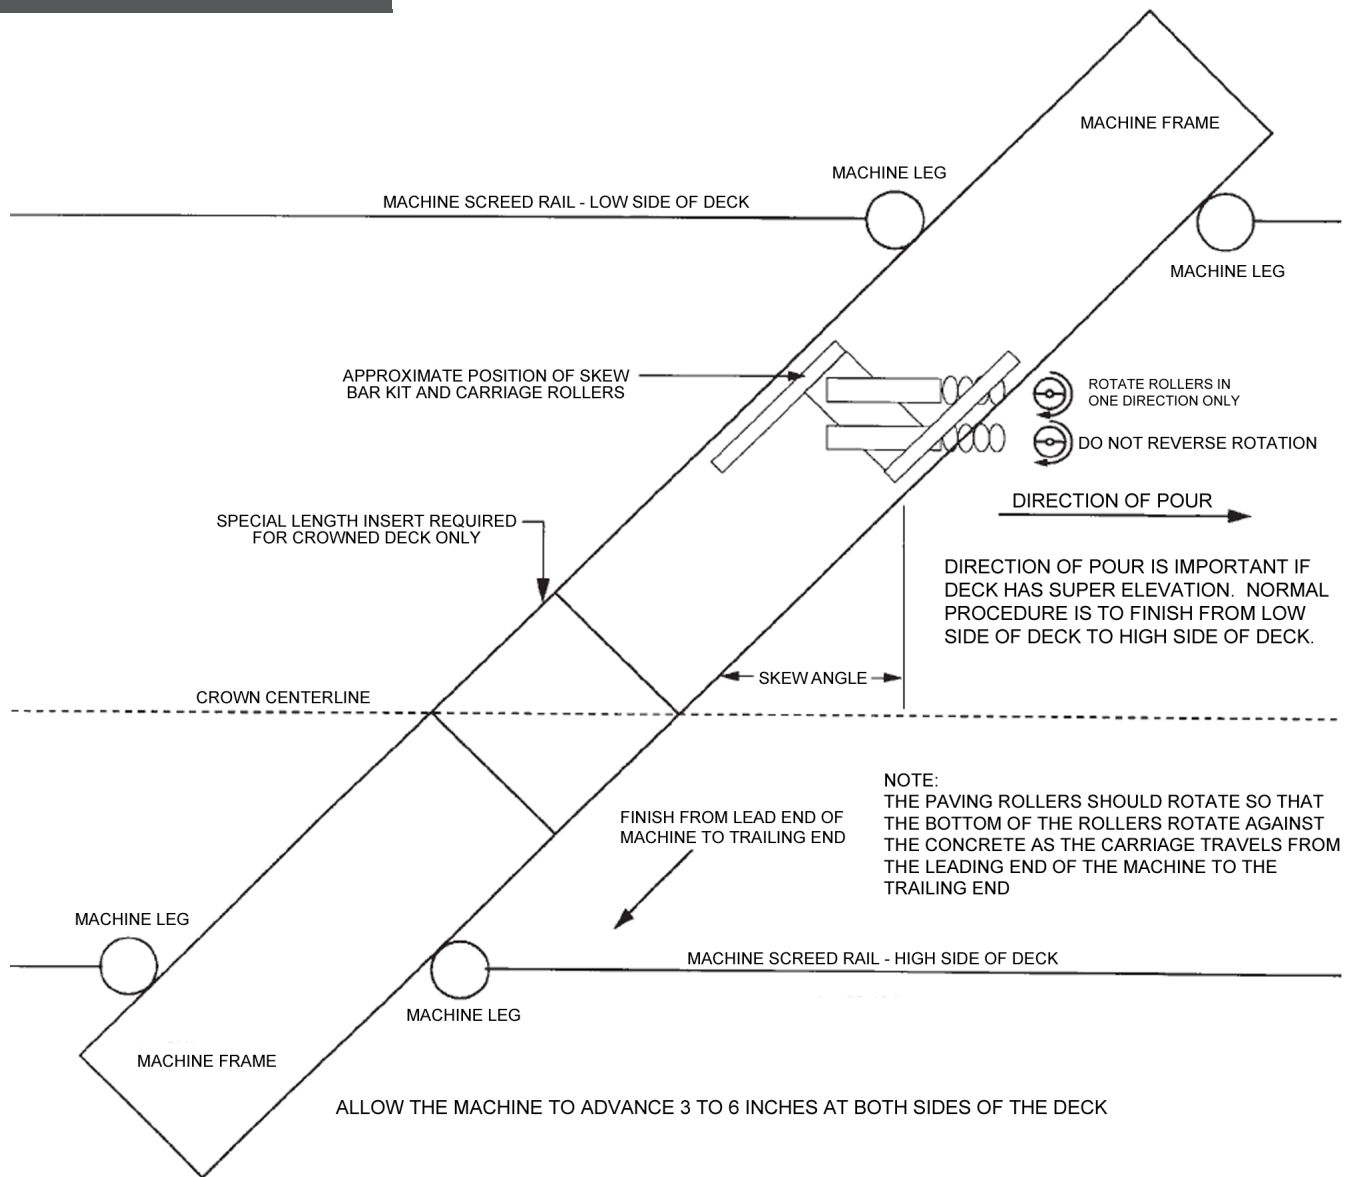 MACHINE FRAME
MACHINE LEG
MACHINE SCREED RAIL - LOW SIDE OF DECK
MACHINE LEG
APPROXIMATE POSITION OF SKEW
BAR KIT AND CARRIAGE ROLLERS
ROTATE ROLLERS IN
ONE DIRECTION ONLY
DO NOT REVERSE ROTATION
DIRECTION OF POUR
SPECIAL LENGTH INSERT REQUIRED
FOR CROWNED DECK ONLY
DIRECTION OF POUR IS IMPORTANT IF
DECK HAS SUPER ELEVATION. NORMAL
PROCEDURE IS TO FINISH FROM LOW
SIDE OF DECK TO HIGH SIDE OF DECK.
SKEW ANGLE
CROWN CENTERLINE
NOTE:
THE PAVING ROLLERS SHOULD ROTATE SO THAT
THE BOTTOM OF THE ROLLERS ROTATE AGAINST
THE CONCRETE AS THE CARRIAGE TRAVELS FROM
THE LEADING END OF THE MACHINE TO THE
TRAILING END
FINISH FROM LEAD END OF
MACHINE TO TRAILING END
MACHINE LEG
MACHINE SCREED RAIL - HIGH SIDE OF DECK
MACHINE LEG
MACHINE FRAME
ALLOW THE MACHINE TO ADVANCE 3 TO 6 INCHES AT BOTH SIDES OF THE DECK